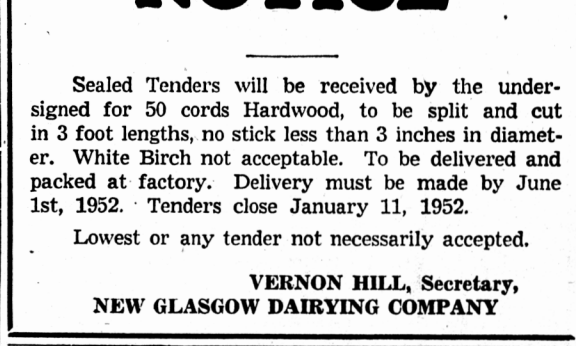 NOTICE
Sealed Tenders will be received by the under-
signed for 50 cords Hardwood, to be split and cut
in 3 foot lengths, no stick less than 3 inches in diamet-
er. White Birch not acceptable. To be delivered and
packed at factory. Delivery must be made by June
1st, 1952. Tenders close January 11, 1952.
Lowest or any tender not necessarily accepted.
VERNON HILL, Secretary,
NEW GLASGOW DAIRYING COMPANY